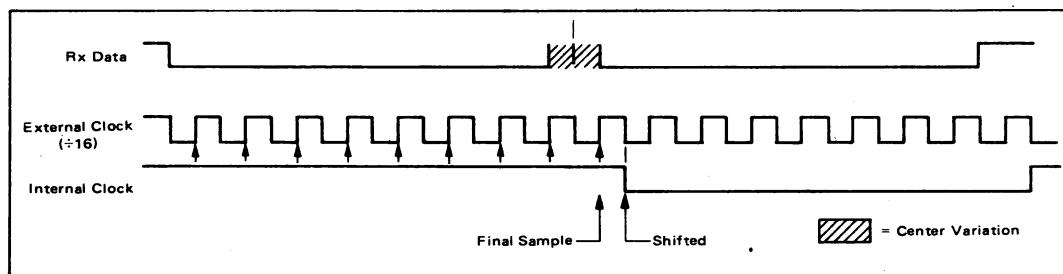 Rx Data
External Clock
(÷16)
Internal Clock
Final Sample
Shifted
= Center Variation